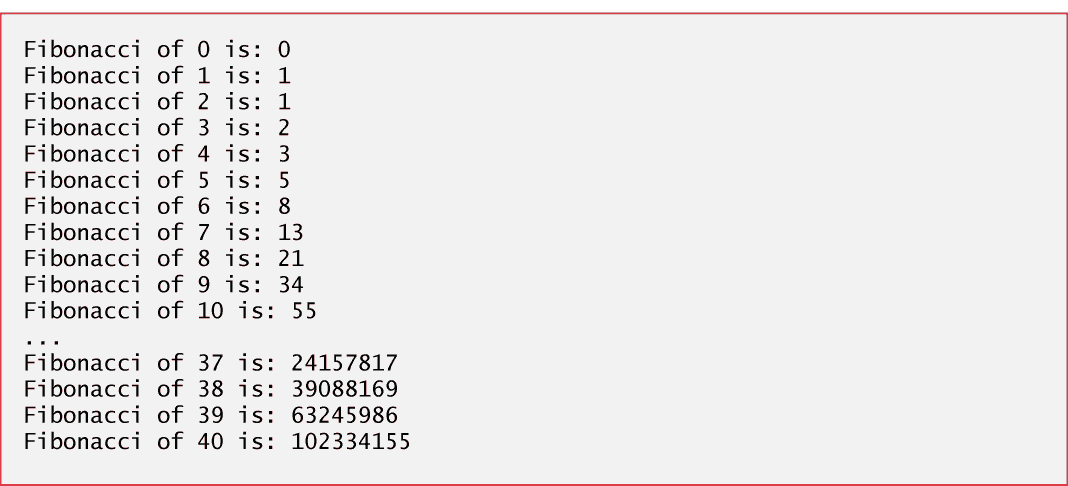 Fibonacci of 0 is: 0
Fibonacci of 1 is: 1
Fibonacci of 2 is: 1
Fibonacci of 3 is: 2
Fibonacci of 4 is: 3
Fibonacci of 5 is: 5
Fibonacci of 6 is: 8
Fibonacci of 7 is: 13
Fibonacci of 8 is: 21
Fibonacci of 9 is: 34
Fibonacci of 10 is: 55
...
Fibonacci of 37 is: 24157817
Fibonacci of 38 is: 39088169
Fibonacci of 39 is: 63245986
Fibonacci of 40 is: 102334155